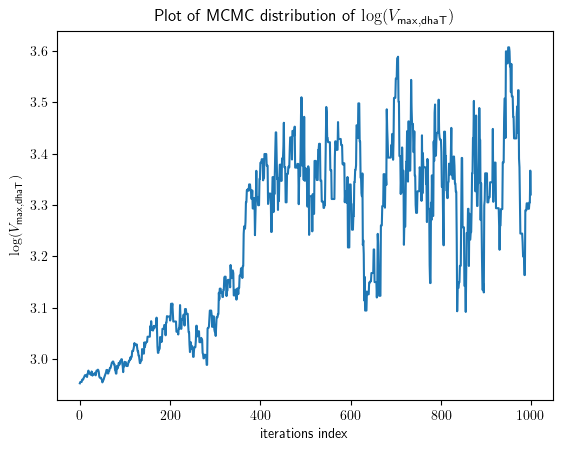 Plot of MCMC distribution of log(V_max,dhaT)
log(V_max,dhaT)
3.6
3.5
3.4
3.3
3.2
3.1
3.0
0 200 400 600 800 1000
iterations index